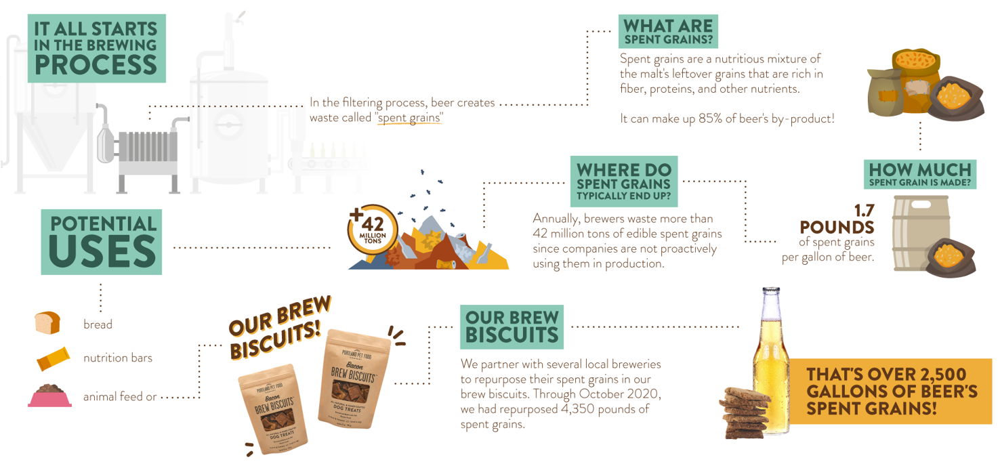 IT ALL STARTS
IN THE BREWING
PROCESS
In the filtering process, beer creates
waste called "spent grains"
WHAT ARE
SPENT GRAINS?
Spent grains are a nutritious mixture of
the malt's leftover grains that are rich in
fiber, proteins, and other nutrients.
It can make up 85% of beer's by-product!
HOW MUCH
SPENT GRAIN IS MADE?
1.7
POUNDS
of spent grains
per gallon of beer.
WHERE DO
SPENT GRAINS
TYPICALLY END UP?
Annually, brewers waste more than
42 million tons of edible spent grains
since companies are not proactively
using them in production.
+42
MILLION
TONS
POTENTIAL
USES
bread
nutrition bars
animal feed or
OUR BREW
BISCUITS!
PORTLAND PET FOOD
COMPANY
Bacon
BREW BISCUITS
DOG TREATS
PORTLAND PET FOOD
COMPANY
Bacon
BREW BISCUITS
ALL NATURAL & HAND CRAFTED
DOG TREATS
OUR BREW
BISCUITS
We partner with several local breweries
to repurpose their spent grains in our
brew biscuits. Through October 2020,
we had repurposed 4,350 pounds of
spent grains.
THAT'S OVER 2,500
GALLONS OF BEER'S
SPENT GRAINS!